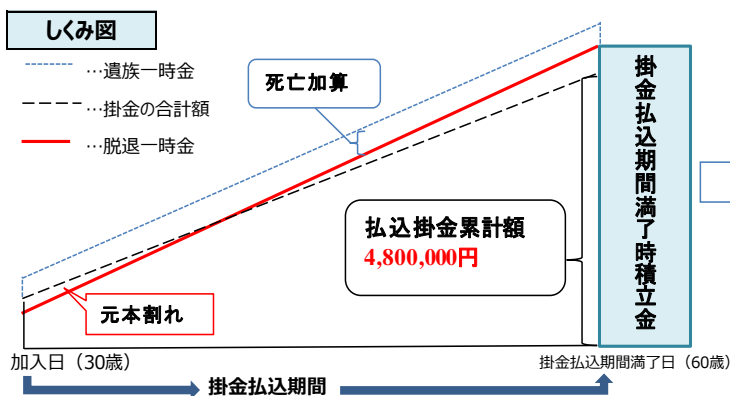 しくみ図
…遺族一時金
…掛金の合計額
…脱退一時金
死亡加算
掛金払込期間満了時積立金
払込掛金累計額
4,800,000円
元本割れ
加入日（30歳）
掛金払込期間満了日（60歳）
掛金払込期間